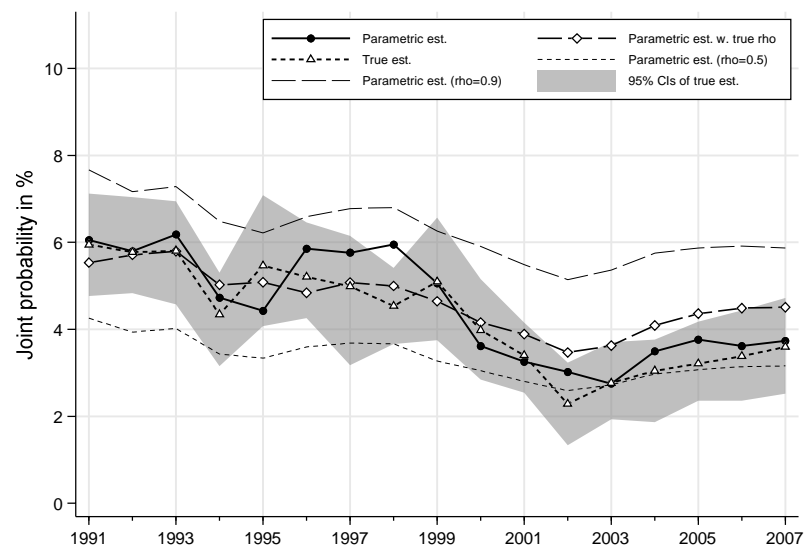 Parametric est.
True est.
Parametric est. (rho=0.9)
Parametric est. w. true rho
Parametric est. (rho=0.5)
95% CIs of true est.
Joint probability in %
10
8
6
4
2
0
1991 1993 1995 1997 1999 2001 2003 2005 2007